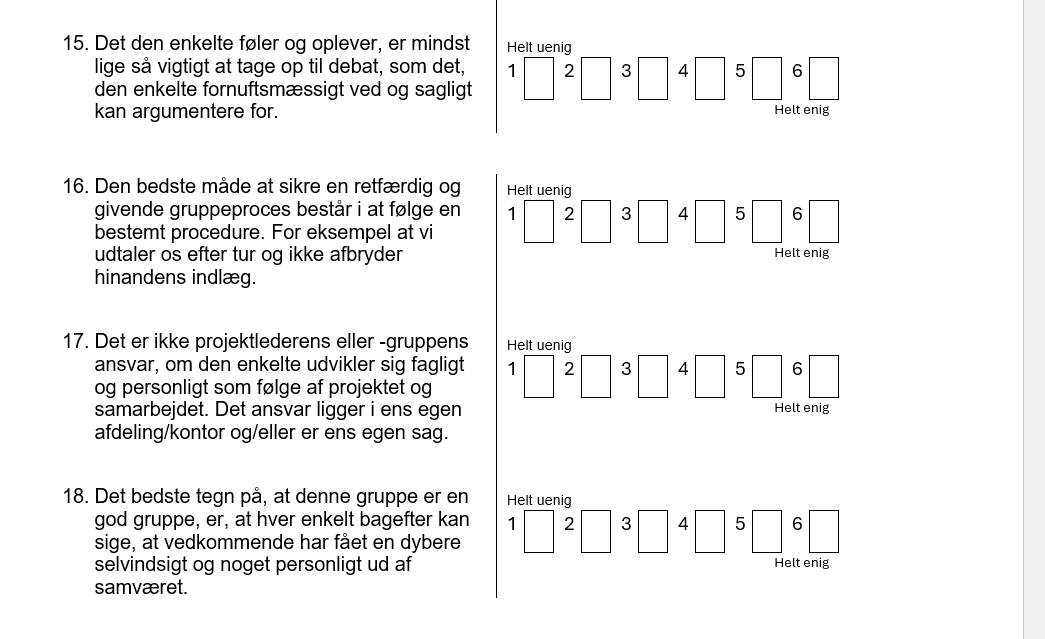 15. Det den enkelte føler og oplever, er mindst
lige så vigtigt at tage op til debat, som det,
den enkelte fornuftsmæssigt ved og sagligt
kan argumentere for.
Helt uenig
1 2 3 4 5 6
Helt enig
16. Den bedste måde at sikre en retfærdig og
givende gruppeproces består i at følge en
bestemt procedure. For eksempel at vi
udtaler os efter tur og ikke afbryder
hinandens indlæg.
Helt uenig
1 2 3 4 5 6
Helt enig
17. Det er ikke projektlederens eller -gruppens
ansvar, om den enkelte udvikler sig fagligt
og personligt som følge af projektet og
samarbejdet. Det ansvar ligger i ens egen
afdeling/kontor og/eller er ens egen sag.
Helt uenig
1 2 3 4 5 6
Helt enig
18. Det bedste tegn på, at denne gruppe er en
god gruppe, er, at hver enkelt bagefter kan
sige, at vedkommende har fået en dybere
selvindsigt og noget personligt ud af
samværet.
Helt uenig
1 2 3 4 5 6
Helt enig